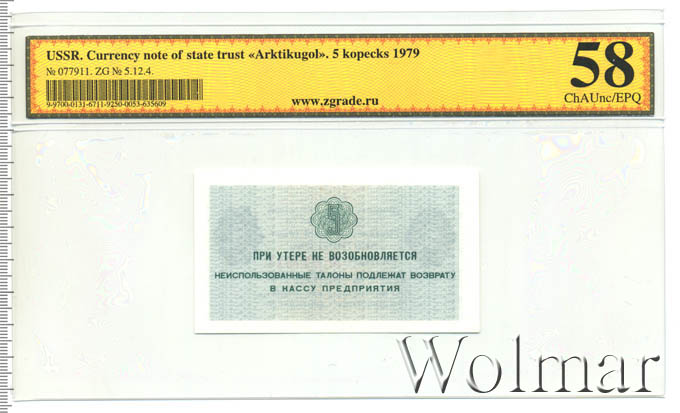 USSR. Currency note of state trust «Arktikugol». 5 kopecks 1979
№ 077911. ZG № 5.12.4.
9-9700-0131-6711-9250-0053-635609
www.zgrade.ru
58
ChAUnc/EPQ
5
ПРИ УТЕРЕ НЕ ВОЗОБНОВЛЯЕТСЯ
НЕИСПОЛЬЗОВАННЫЕ ТАЛОНЫ ПОДЛЕЖАТ ВОЗВРАТУ
В КАССУ ПРЕДПРИЯТИЯ
Wolmar